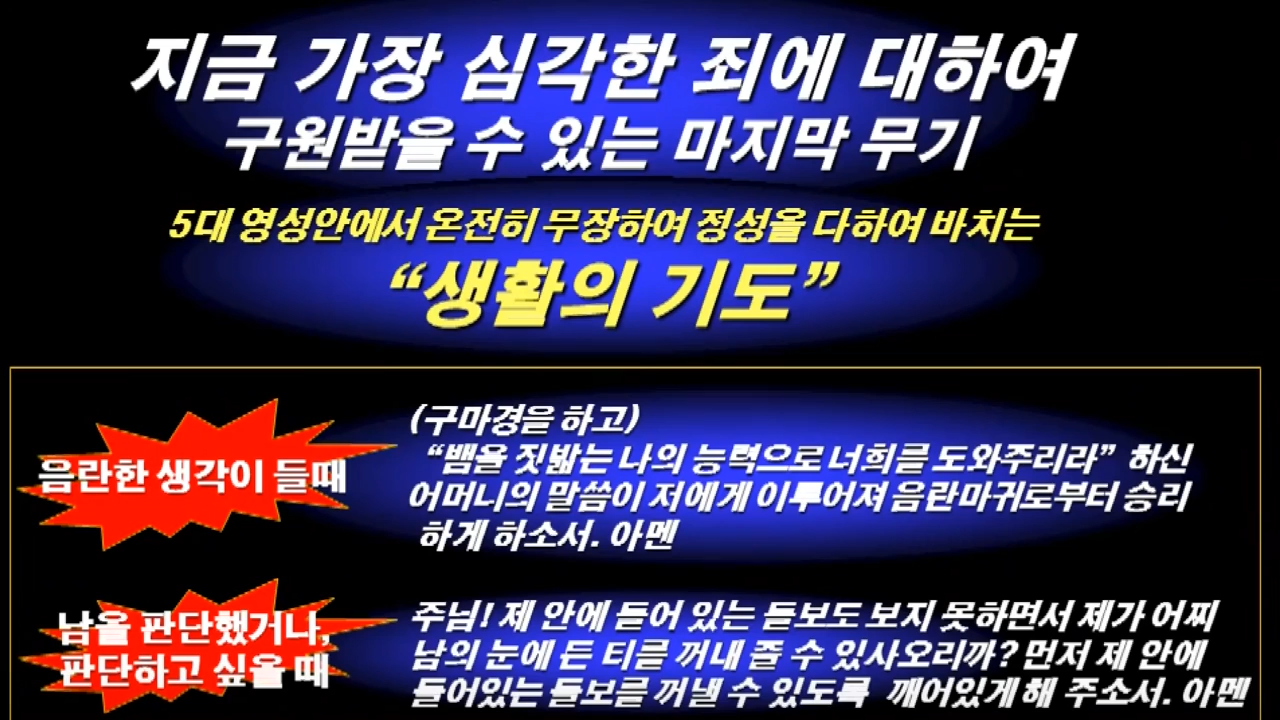 지금 가장 심각한 죄에 대하여
구원받을 수 있는 마지막 무기
5대 영성안에서 온전히 무장하여 정성을 다하여 바치는
“생활의 기도”
음란한 생각이 들때
(구마경을 하고)
“뱀을 짓밟는 나의 능력으로 너희를 도와주리라” 하신
어머니의 말씀이 저에게 이루어져 음란마귀로부터 승리
하게 하소서. 아멘
남을 판단했거나,
판단하고 싶을 때
주님! 제 안에 들어 있는 들보도 보지 못하면서 제가 어찌
남의 눈에 든 티를 꺼내 줄 수 있사오리까? 먼저 제 안에
들어있는 들보를 꺼낼 수 있도록 깨어있게 해 주소서. 아멘